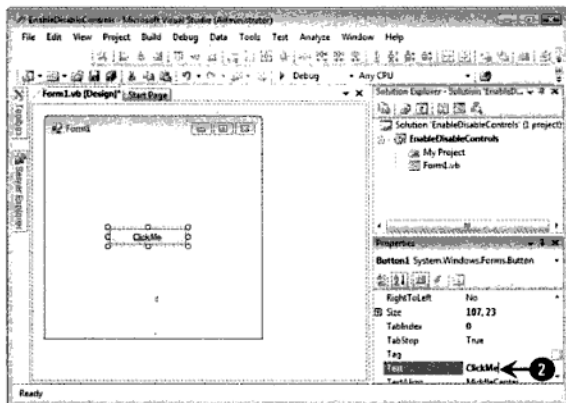 EnableDisableControls - Microsoft Visual Studio (Administrator)
File Edit View Project Build Debug Data Tools Test Analyze Window Help
Debug Any CPU
Form1.vb [Design]* Start Page
Solution Explorer - Solution 'EnableDi...
Toolbox
Server Explorer
Form1
ClickMe
Solution 'EnableDisableControls' (1 project)
EnableDisableControls
My Project
Form1.vb
Properties
Button1 System.Windows.Forms.Button
RightToLeft No
Size 107, 23
TabIndex 0
TabStop True
Tag
Text ClickMe 2
TextAlign MiddleCenter
Ready